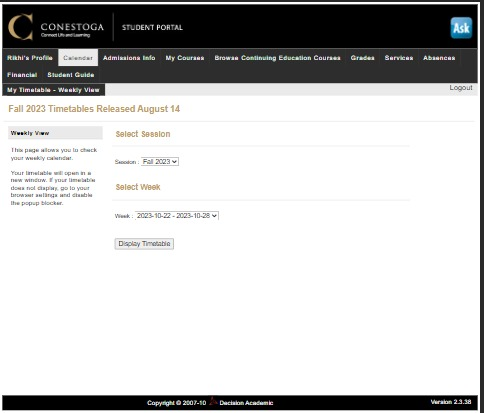 CONESTOGA
Connect Life and Learning
STUDENT PORTAL
Ask
Rikhi's Profile Calendar Admissions Info My Courses Browse Continuing Education Courses Grades Services Absences
Financial Student Guide
My Timetable - Weekly View
Logout
Fall 2023 Timetables Released August 14
Weekly View
This page allows you to check
your weekly calendar.
Your timetable will open in a
new window. If your timetable
does not display, go to your
browser settings and disable
the popup blocker.
Select Session
Session : Fall 2023
Select Week
Week : 2023-10-22 - 2023-10-28
Display Timetable
Copyright © 2007-10 Decision Academic
Version 2.3.38